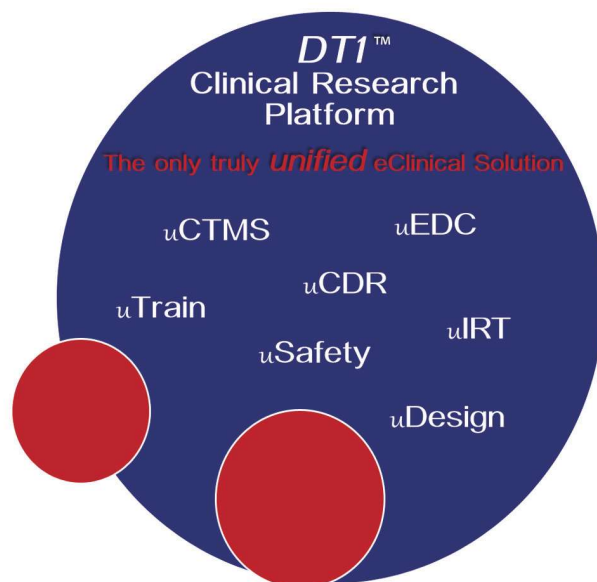 DT1™
Clinical Research
Platform
The only truly unified eClinical Solution
uCTMS
uEDC
uCDR
uTrain
uIRT
uSafety
uDesign